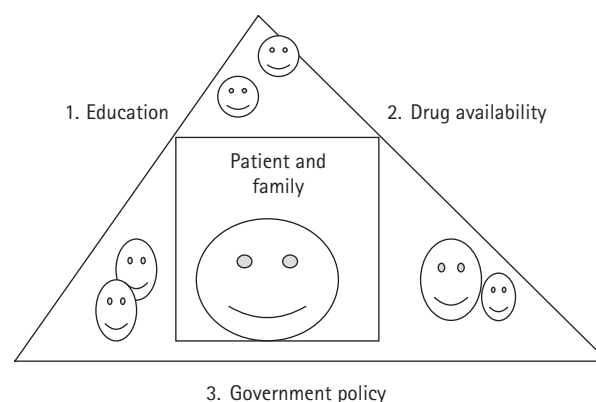 1. Education
2. Drug availability
Patient and
family
3. Government policy